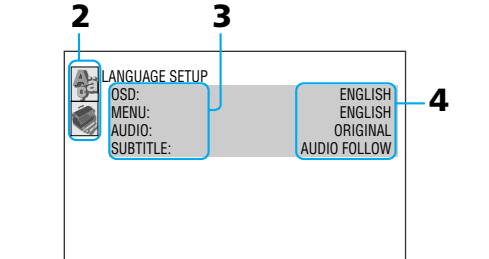 2 3
LANGUAGE SETUP
OSD: ENGLISH
MENU: ENGLISH
AUDIO: ORIGINAL
SUBTITLE: AUDIO FOLLOW
4